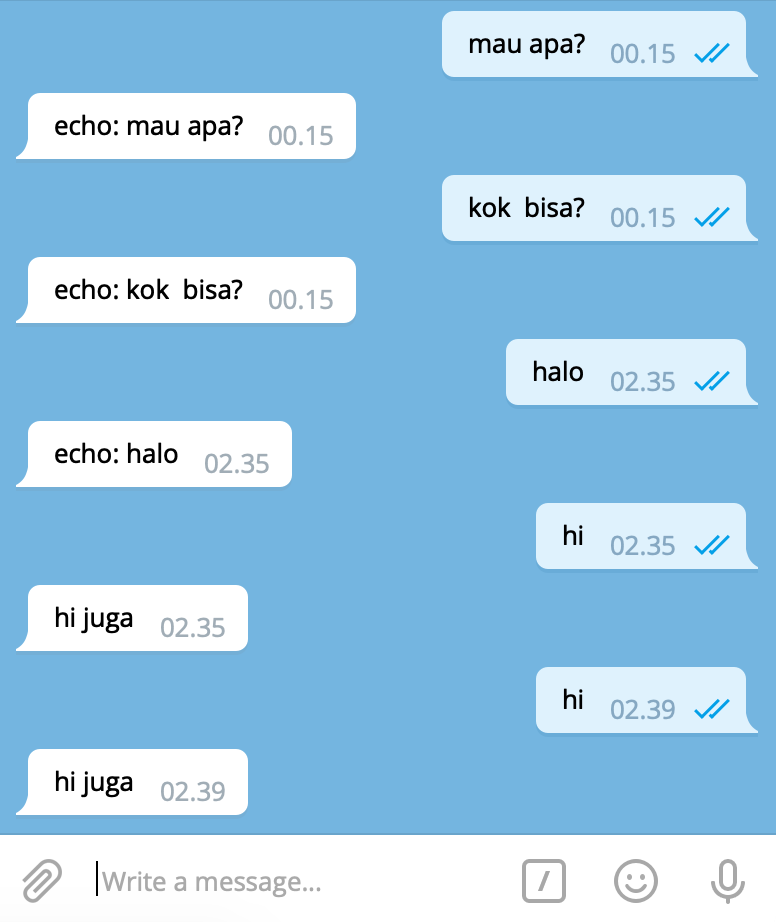 mau apa? 00.15
echo: mau apa? 00.15
kok  bisa? 00.15
echo: kok  bisa? 00.15
halo 02.35
echo: halo 02.35
hi 02.35
hi juga 02.35
hi 02.39
hi juga 02.39
Write a message...
/